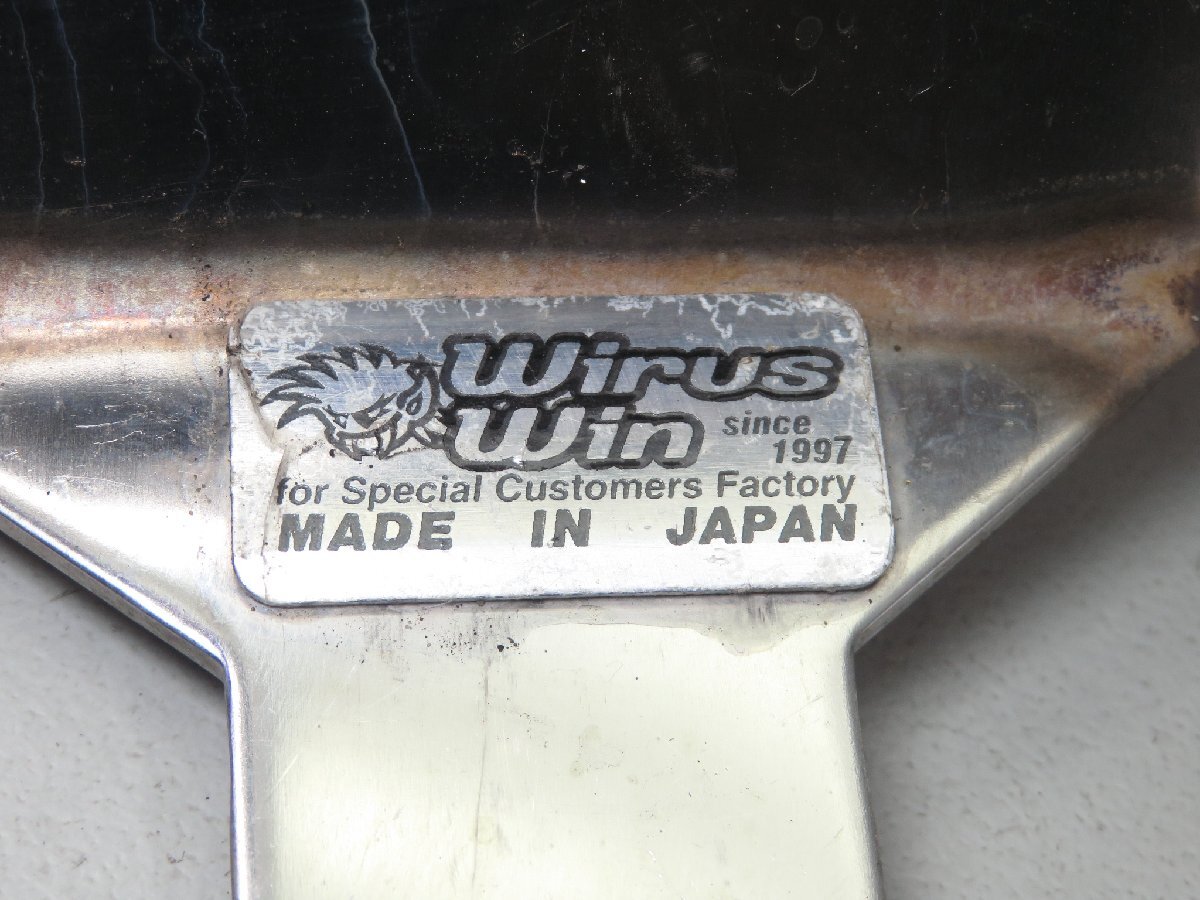 Wirus
Win since
1997
for Special Customers Factory
MADE IN JAPAN